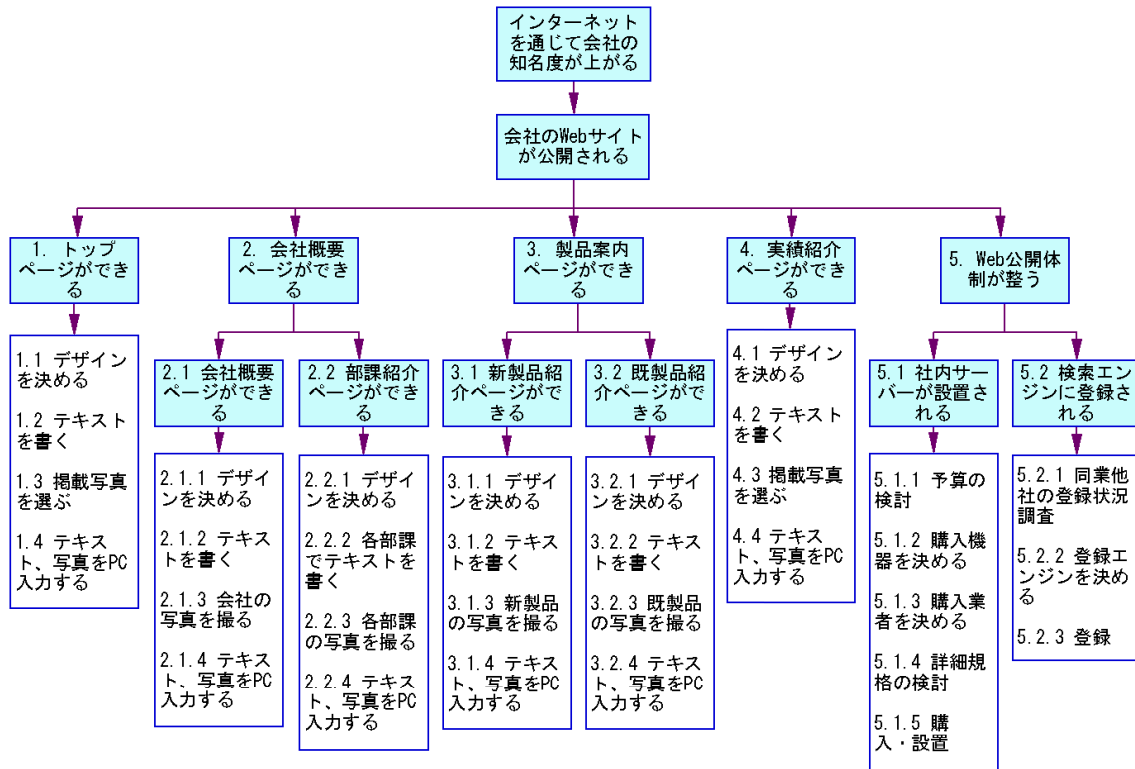 インターネット
を通じて会社の
知名度が上がる
会社のWebサイト
が公開される
1. トップ
ページができ
る
2. 会社概要
ページができ
る
3. 製品案内
ページができ
る
4. 実績紹介
ページができ
る
5. Web公開体
制が整う
1.1 デザイン
を決める
1.2 テキスト
を書く
1.3 掲載写真
を選ぶ
1.4 テキス
ト、写真をPC
入力する
2.1 会社概要
ページができ
る
2.1.1 デザイ
ンを決める
2.1.2 テキス
トを書く
2.1.3 会社の
写真を撮る
2.1.4 テキス
ト、写真をPC
入力する
2.2 部課紹介
ページができ
る
2.2.1 デザイ
ンを決める
2.2.2 各部課
でテキストを
書く
2.2.3 各部課
の写真を撮る
2.2.4 テキス
ト、写真をPC
入力する
3.1 新製品紹
介ページがで
きる
3.1.1 デザイ
ンを決める
3.1.2 テキス
トを書く
3.1.3 新製品
の写真を撮る
3.1.4 テキス
ト、写真をPC
入力する
3.2 既製品紹
介ページがで
きる
3.2.1 デザイ
ンを決める
3.2.2 テキス
トを書く
3.2.3 既製品
の写真を撮る
3.2.4 テキス
ト、写真をPC
入力する
4.1 デザイン
を決める
4.2 テキスト
を書く
4.3 掲載写真
を選ぶ
4.4 テキス
ト、写真をPC
入力する
5.1 社内サー
バーが設置さ
れる
5.1.1 予算の
検討
5.1.2 購入機
器を決める
5.1.3 購入業
者を決める
5.1.4 詳細規
格の検討
5.1.5 購
入・設置
5.2 検索エン
ジンに登録さ
れる
5.2.1 同業他
社の登録状況
調査
5.2.2 登録エ
ンジンを決め
る
5.2.3 登録